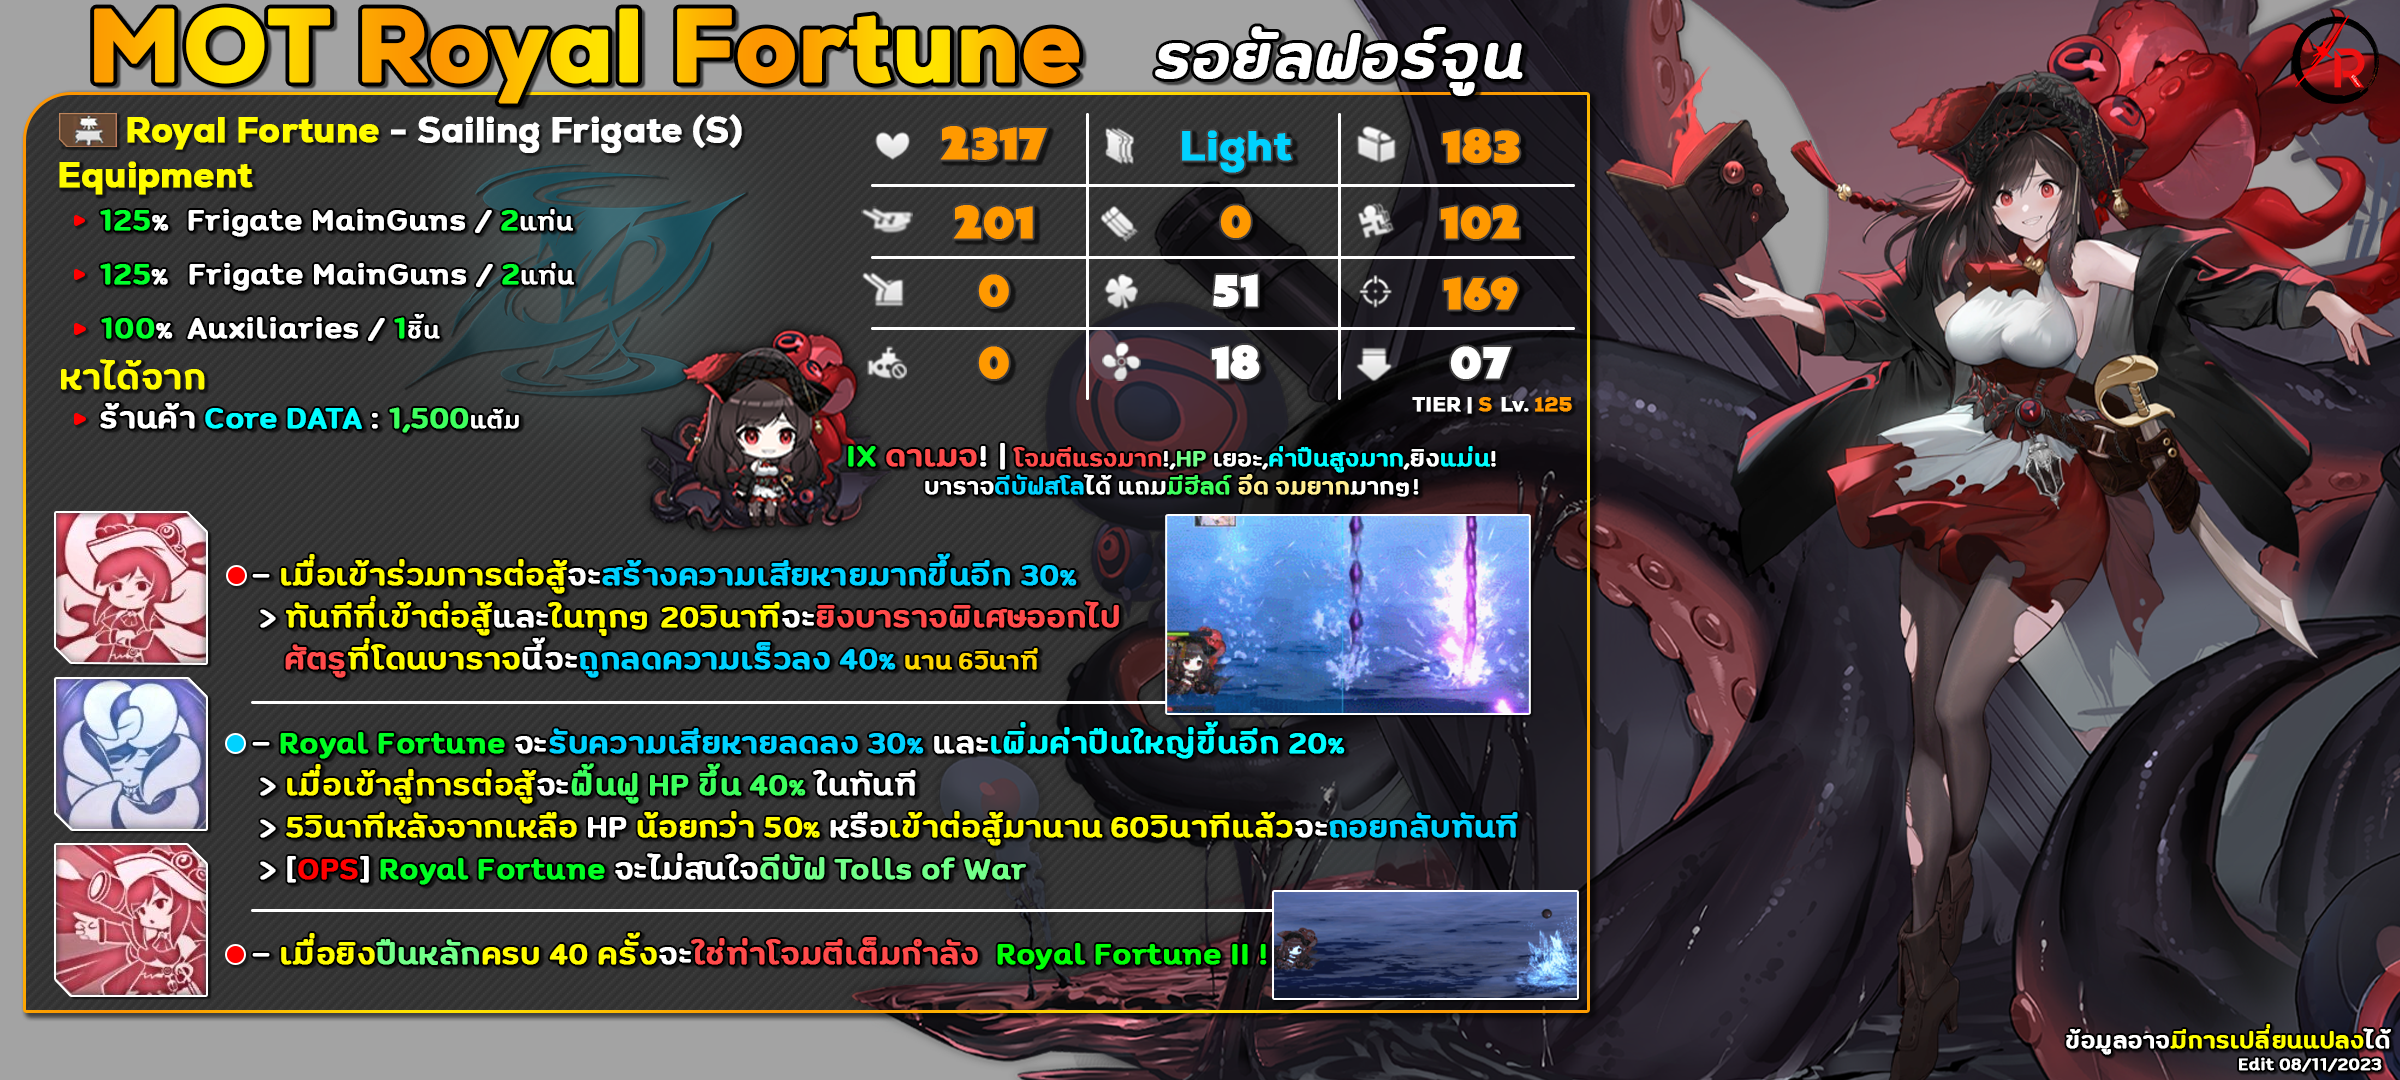 MOT Royal Fortune รอยัลฟอร์จูน
R
Royal Fortune - Sailing Frigate (S)
Equipment
125% Frigate MainGuns / 2แท่น
125% Frigate MainGuns / 2แท่น
100% Auxiliaries / 1ชิ้น
หาได้จาก
ร้านค้า Core DATA : 1,500แต้ม
2317 Light 183
201 0 102
0 51 169
0 18 07
TIER | S Lv. 125
IX ดาเมจ! | โจมตีแรงมาก!,HP เยอะ,ค่าปืนสูงมาก,ยิงแม่น!
บาราจดีบัฟสโลได้ แถมมีฮีลด์ อึด จมยากมากๆ!
– เมื่อเข้าร่วมการต่อสู้จะสร้างความเสียหายมากขึ้นอีก 30%
> ทันทีที่เข้าต่อสู้และในทุกๆ 20วินาทีจะยิงบาราจพิเศษออกไป
ศัตรูที่โดนบาราจนี้จะถูกลดความเร็วลง 40% นาน 6วินาที
– Royal Fortune จะรับความเสียหายลดลง 30% และเพิ่มค่าปืนใหญ่ขึ้นอีก 20%
> เมื่อเข้าสู่การต่อสู้จะฟื้นฟู HP ขึ้น 40% ในทันที
> 5วินาทีหลังจากเหลือ HP น้อยกว่า 50% หรือเข้าต่อสู้มานาน 60วินาทีแล้วจะถอยกลับทันที
> [OPS] Royal Fortune จะไม่สนใจดีบัฟ Tolls of War
– เมื่อยิงปืนหลักครบ 40 ครั้งจะใช่ท่าโจมตีเต็มกำลัง Royal Fortune II !
ข้อมูลอาจมีการเปลี่ยนแปลงได้
Edit 08/11/2023